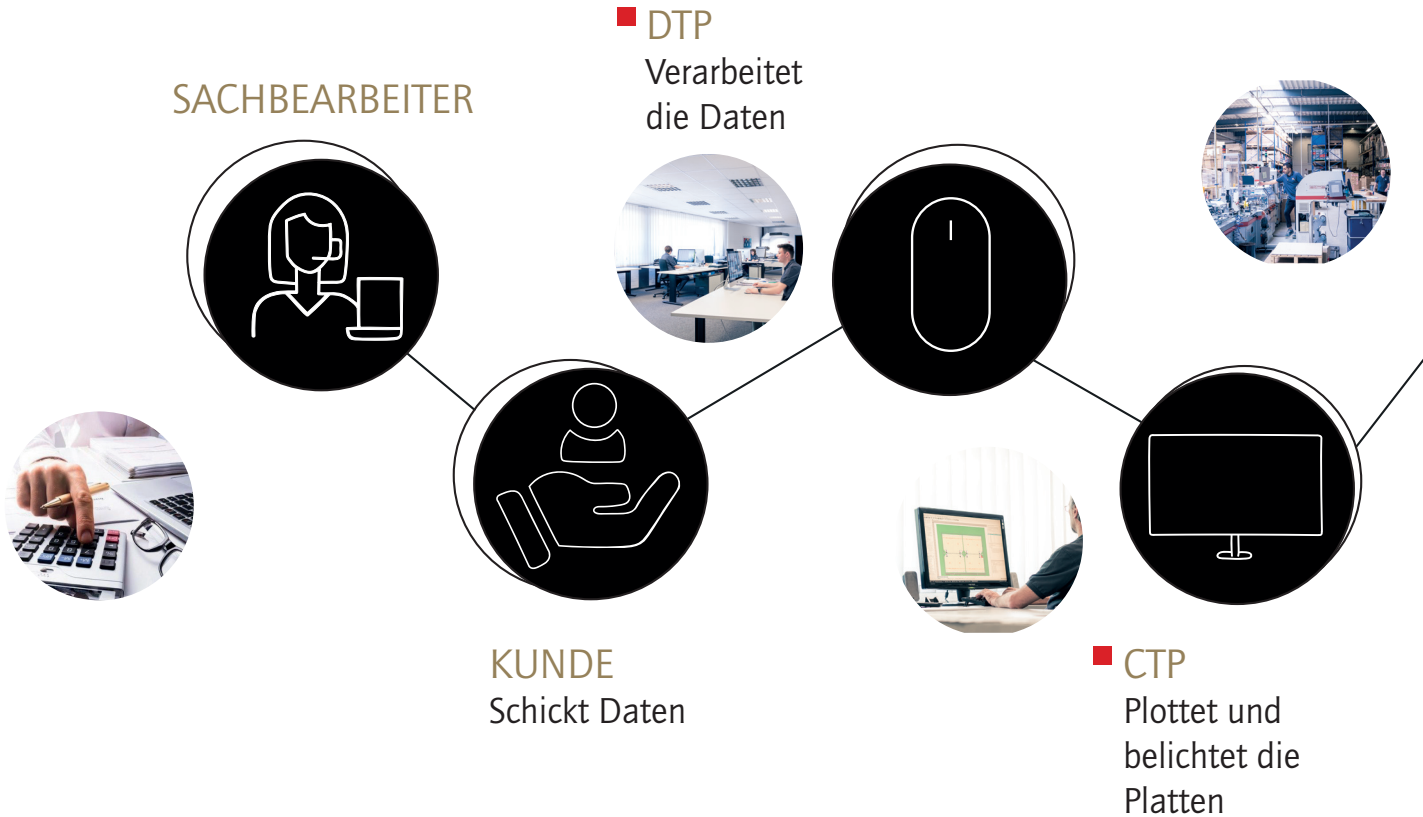 SACHBEARBEITER
KUNDE
Schickt Daten
DTP
Verarbeitet
die Daten
CTP
Plottet und
belichtet die
Platten